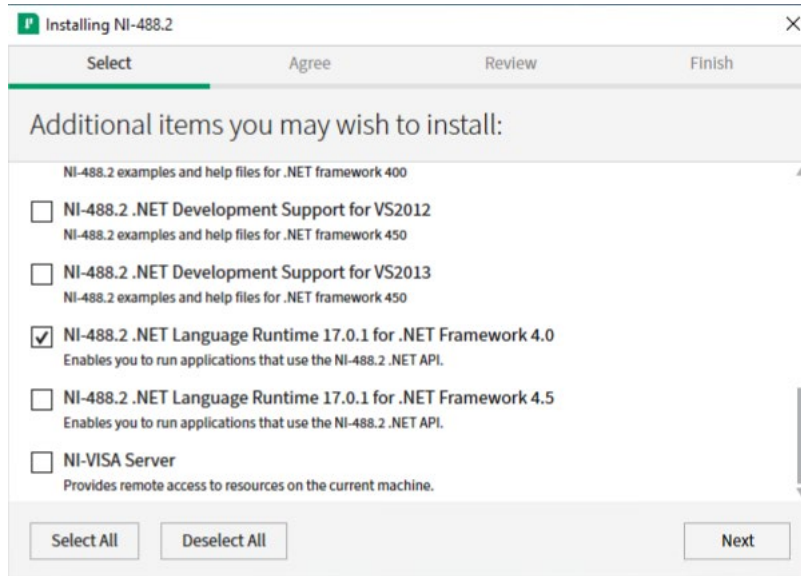 Installing NI-488.2
Select Agree Review Finish
Additional items you may wish to install:
NI-488.2 examples and help files for .NET framework 400
NI-488.2 .NET Development Support for VS2012
NI-488.2 examples and help files for .NET framework 450
NI-488.2 .NET Development Support for VS2013
NI-488.2 examples and help files for .NET framework 450
NI-488.2 .NET Language Runtime 17.0.1 for .NET Framework 4.0
Enables you to run applications that use the NI-488.2 .NET API.
NI-488.2 .NET Language Runtime 17.0.1 for .NET Framework 4.5
Enables you to run applications that use the NI-488.2 .NET API.
NI-VISA Server
Provides remote access to resources on the current machine.
Select All Deselect All Next